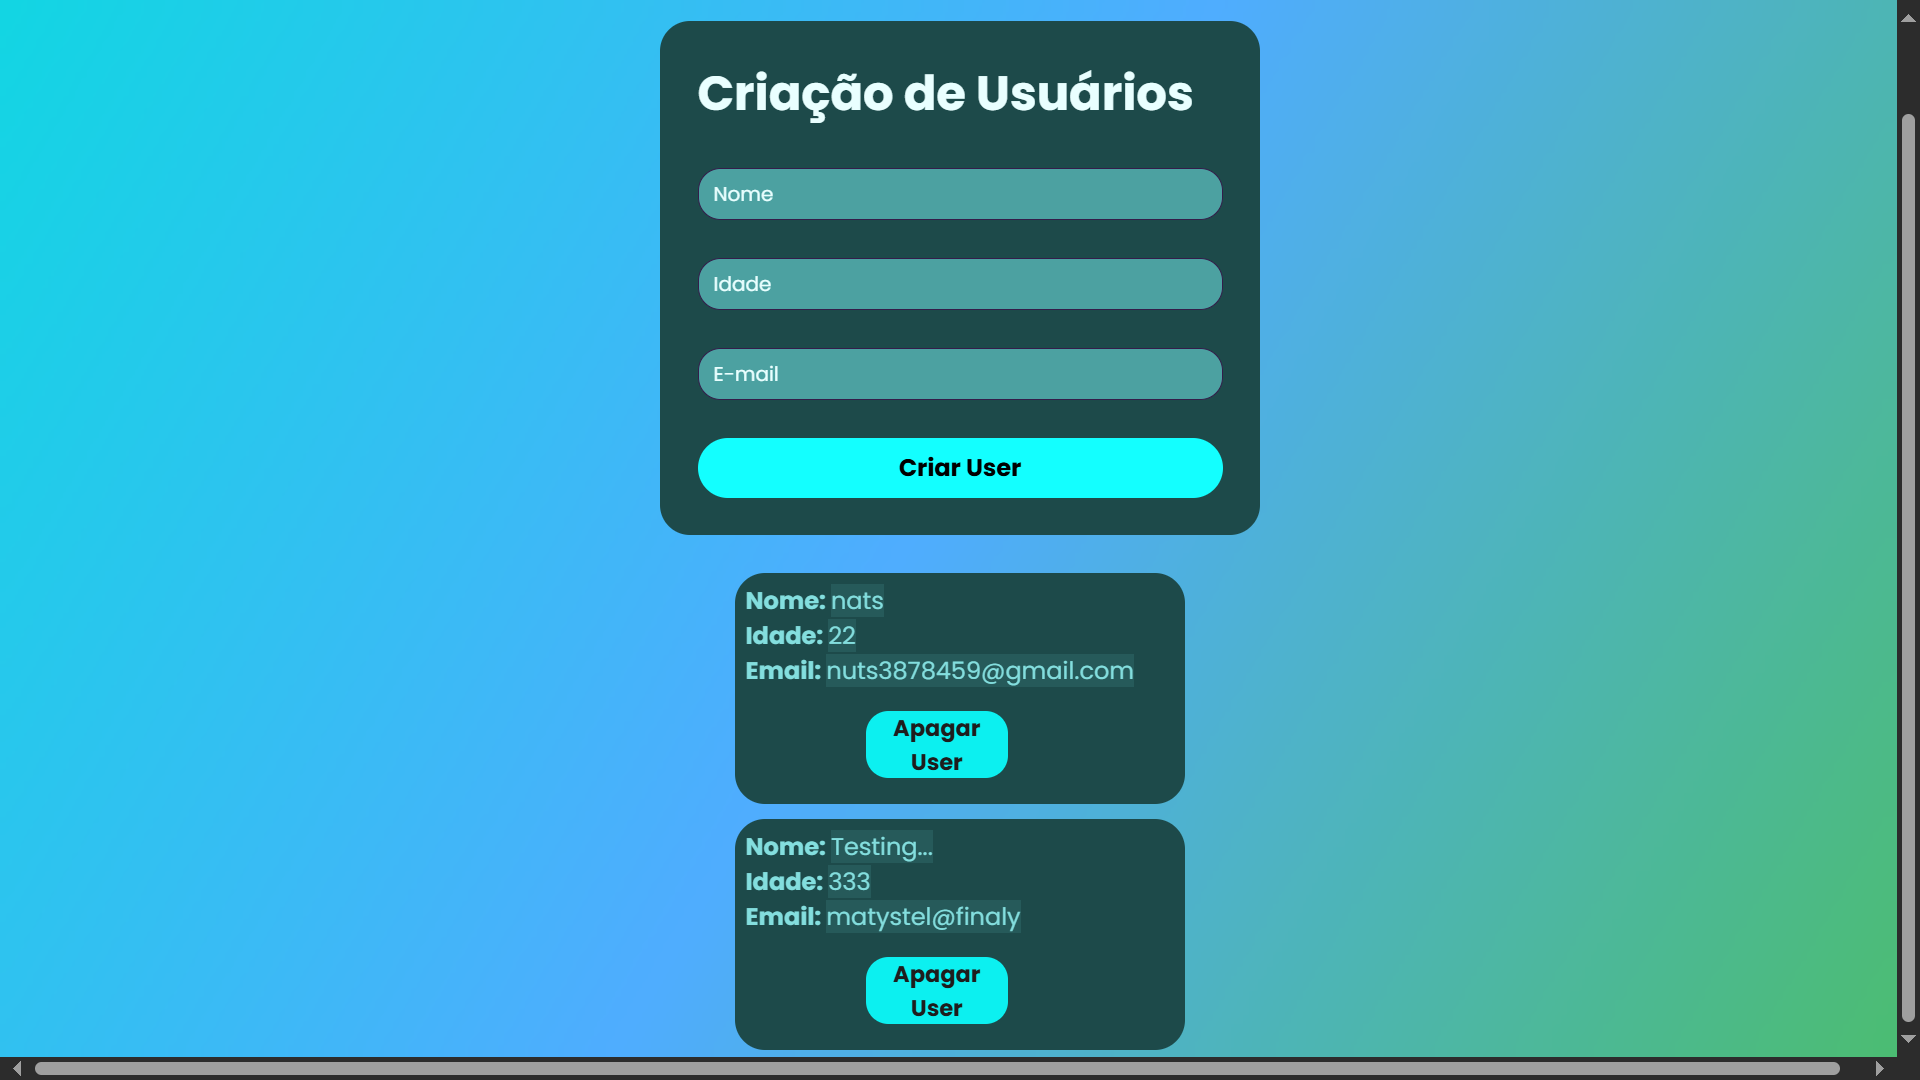 Criação de Usuários
Nome
Idade
E-mail
Criar User
Nome: nats
Idade: 22
Email: nuts3878459@gmail.com
Apagar
User
Nome: Testing...
Idade: 333
Email: matystel@finaly
Apagar
User